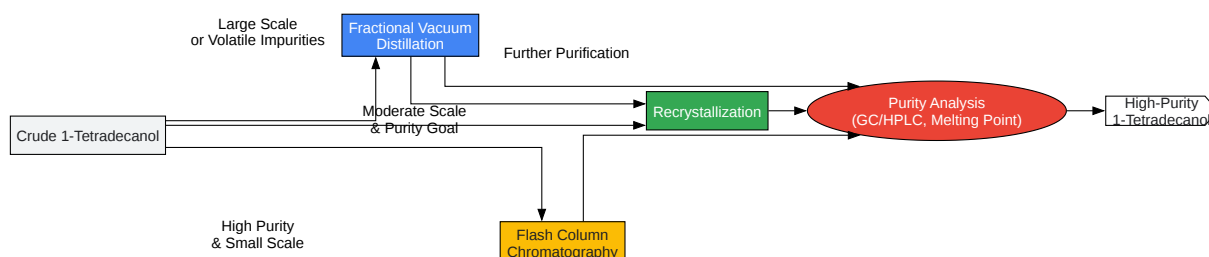 Large Scale
or Volatile Impurities
Fractional Vacuum
Distillation
Further Purification
Crude 1-Tetradecanol
Moderate Scale
& Purity Goal
Recrystallization
Purity Analysis
(GC/HPLC, Melting Point)
High-Purity
1-Tetradecanol
High Purity
& Small Scale
Flash Column
Chromatography